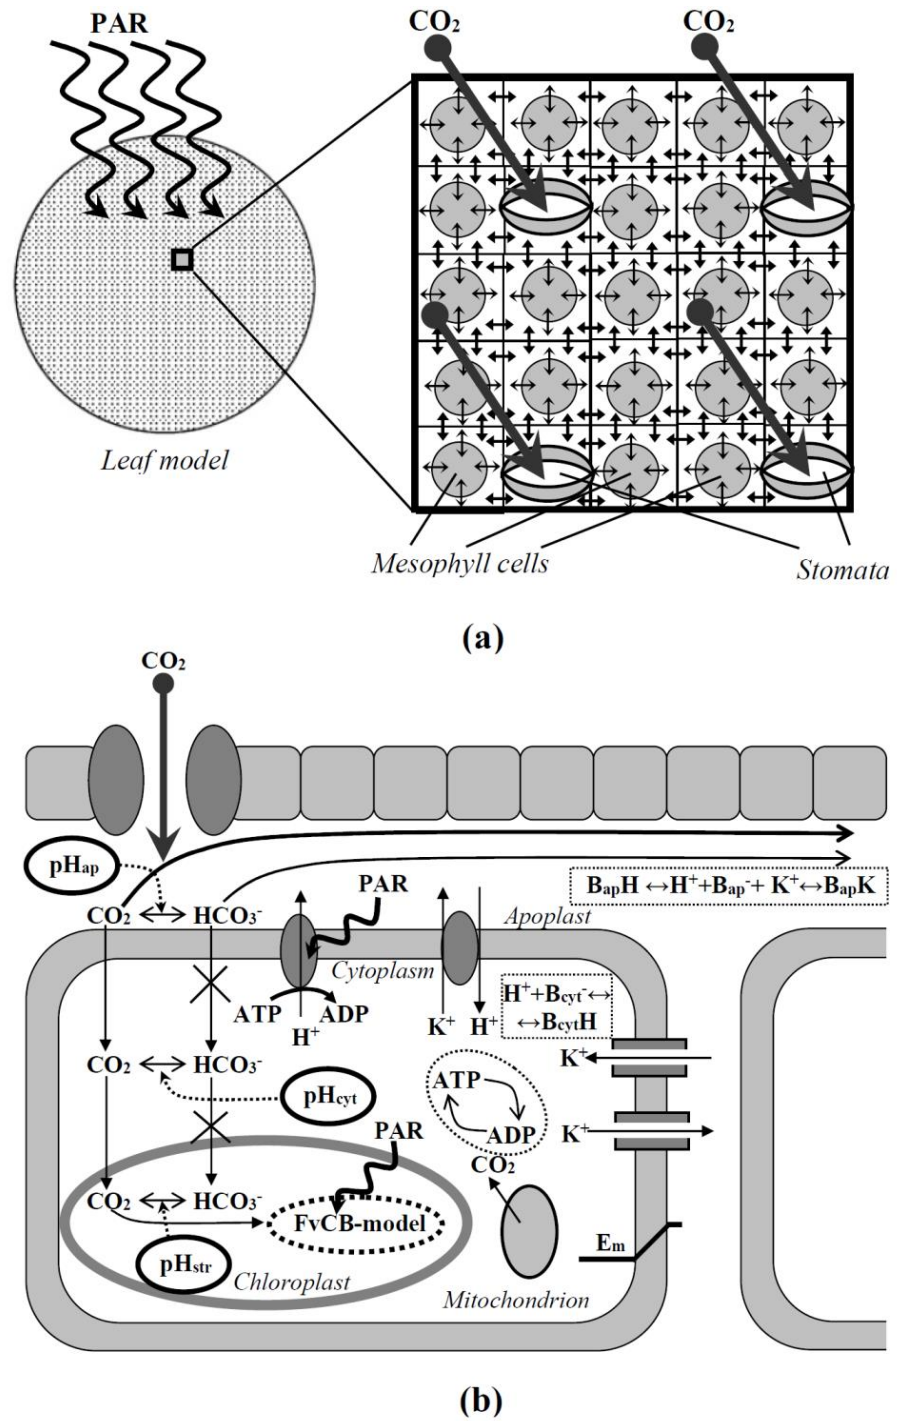 PAR
CO₂
CO₂
Leaf model
Mesophyll cells
Stomata
(a)
CO₂
pHap
BapH ↔H⁺+Bap⁻+ K⁺↔BapK
PAR
CO₂ ↔ HCO₃⁻
Apoplast
Cytoplasm
H⁺+Bcyt⁻↔
↔BcytH
ATP
ADP
H⁺
K⁺
H⁺
K⁺
CO₂ ↔ HCO₃⁻
ATP
pHcyt
PAR
ADP
K⁺
CO₂
CO₂ ↔ HCO₃⁻
FvCB-model
Em
pHstr
Chloroplast
Mitochondrion
(b)